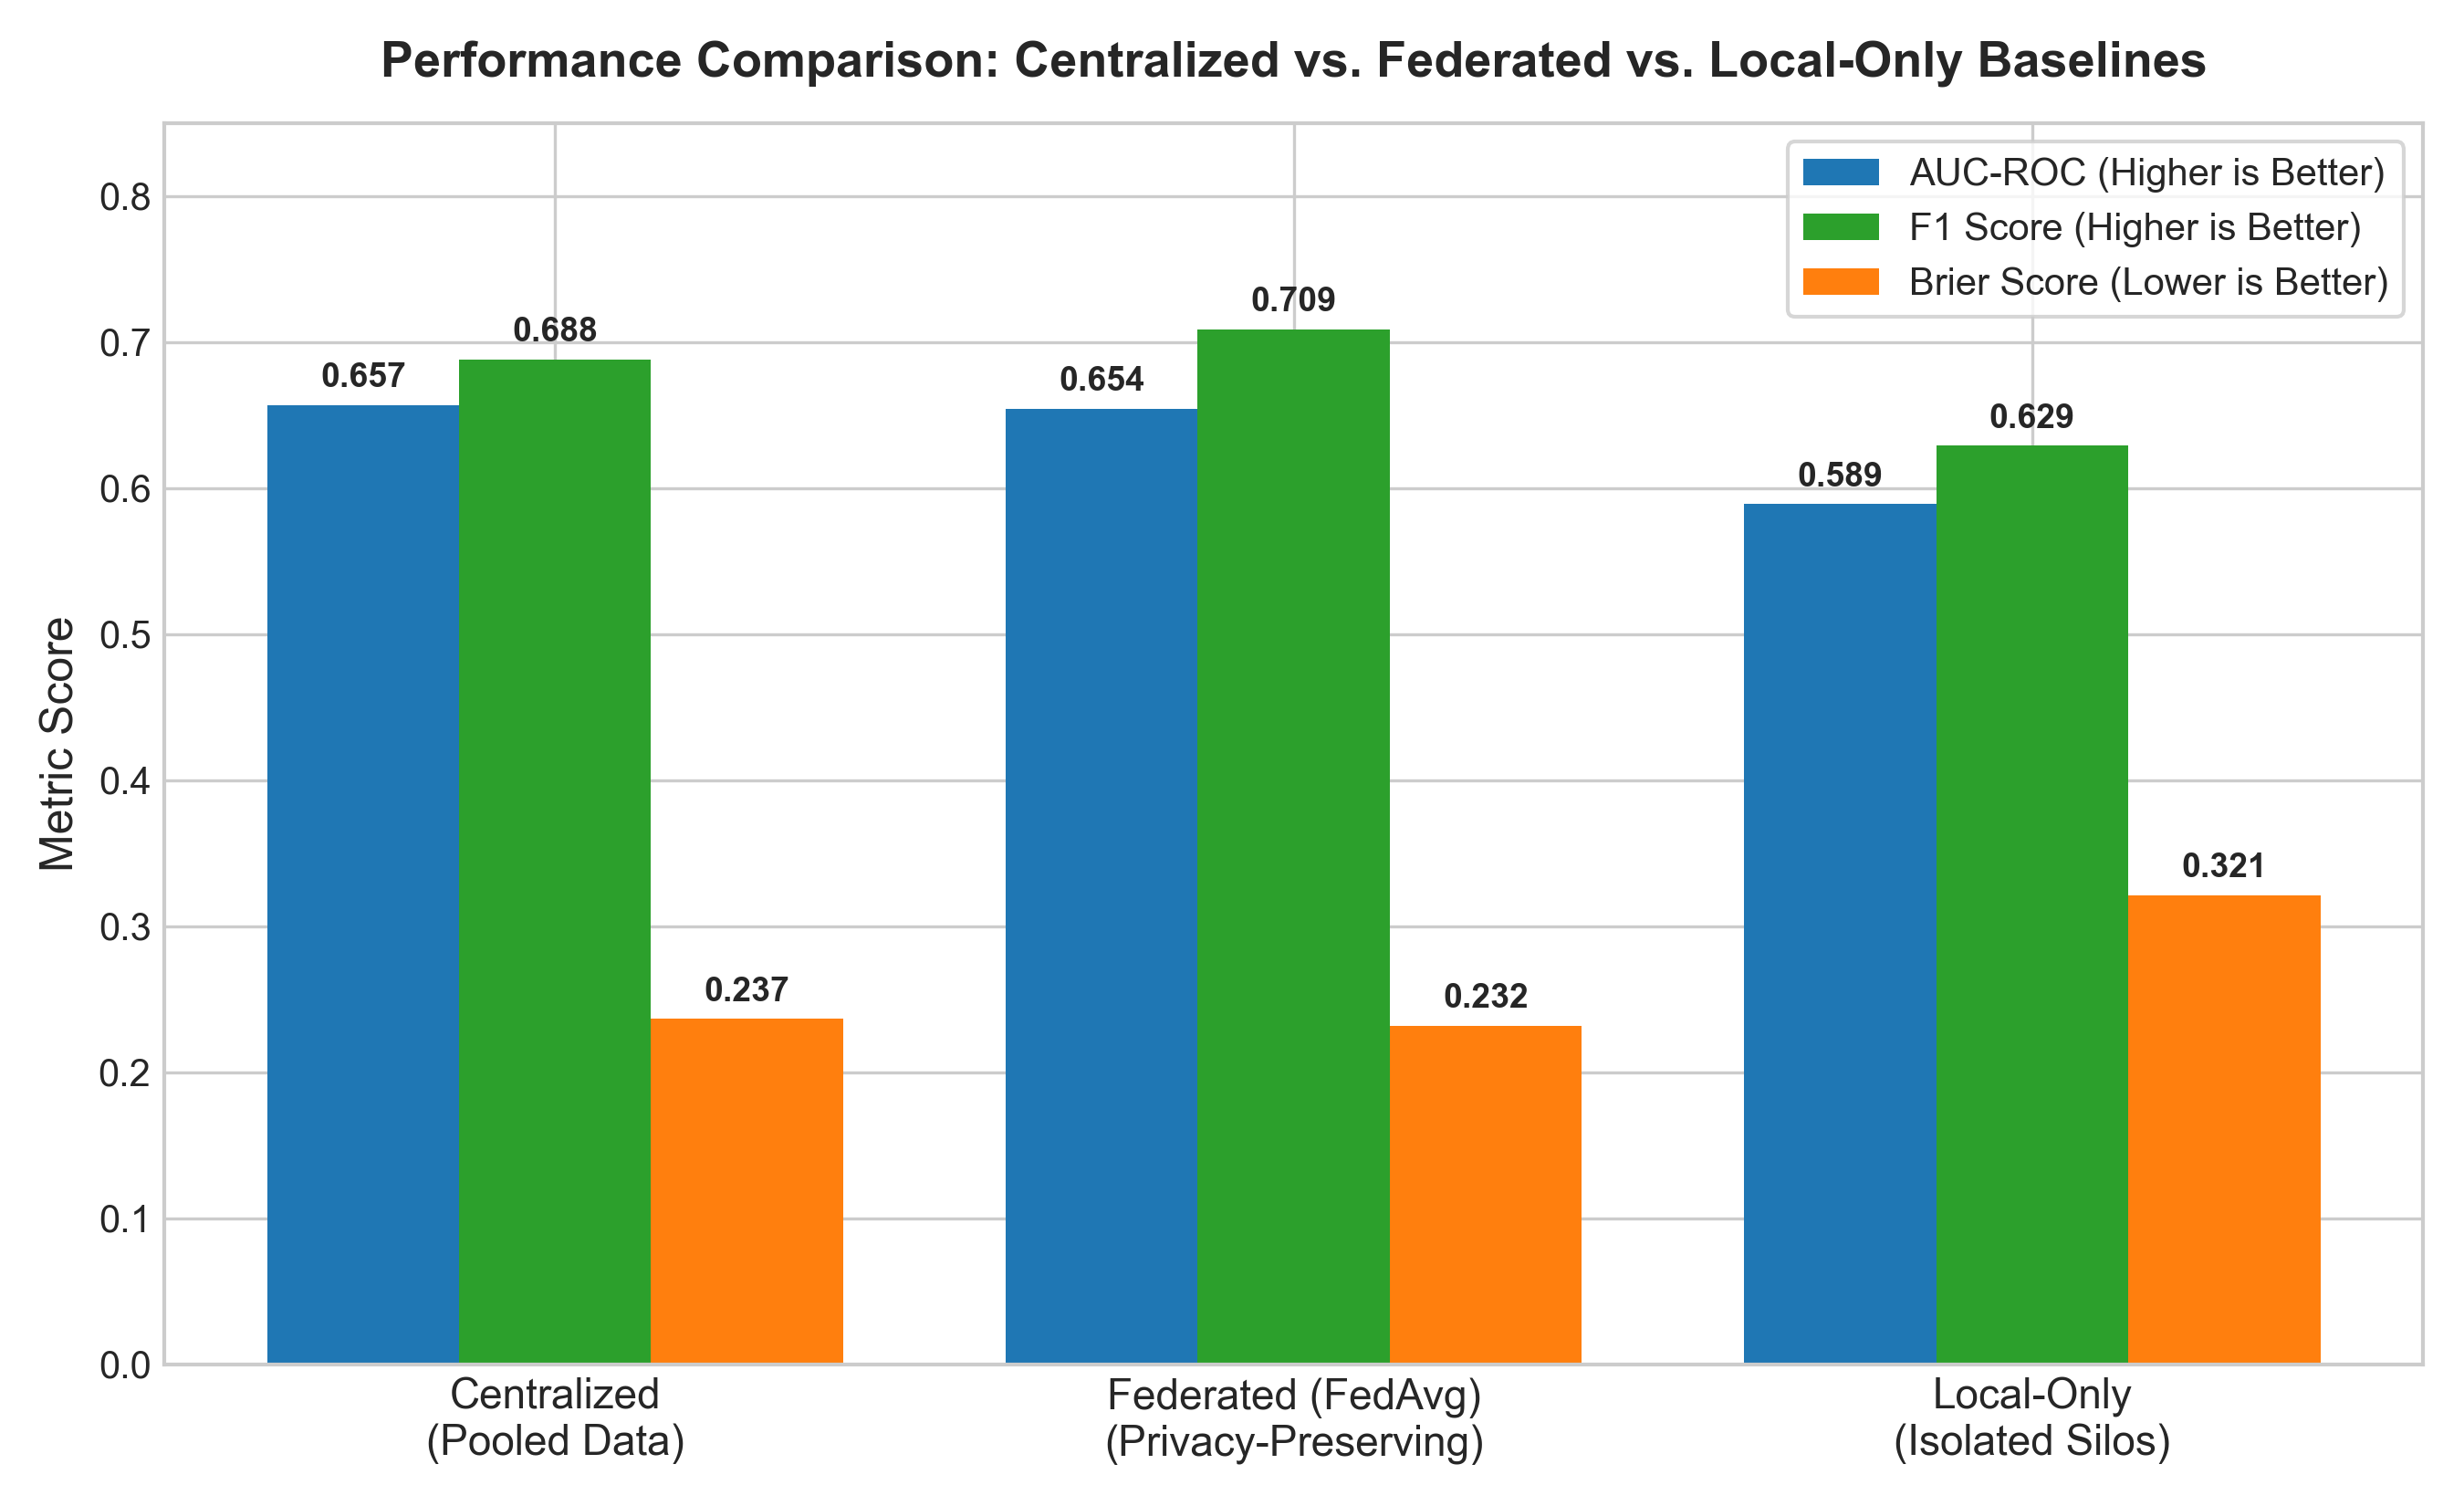 Performance Comparison: Centralized vs. Federated vs. Local-Only Baselines
AUC-ROC (Higher is Better)
F1 Score (Higher is Better)
Brier Score (Lower is Better)
Metric Score
0.8
0.7
0.6
0.5
0.4
0.3
0.2
0.1
0.0
0.657
0.688
0.237
0.654
0.709
0.232
0.589
0.629
0.321
Centralized
(Pooled Data)
Federated (FedAvg)
(Privacy-Preserving)
Local-Only
(Isolated Silos)